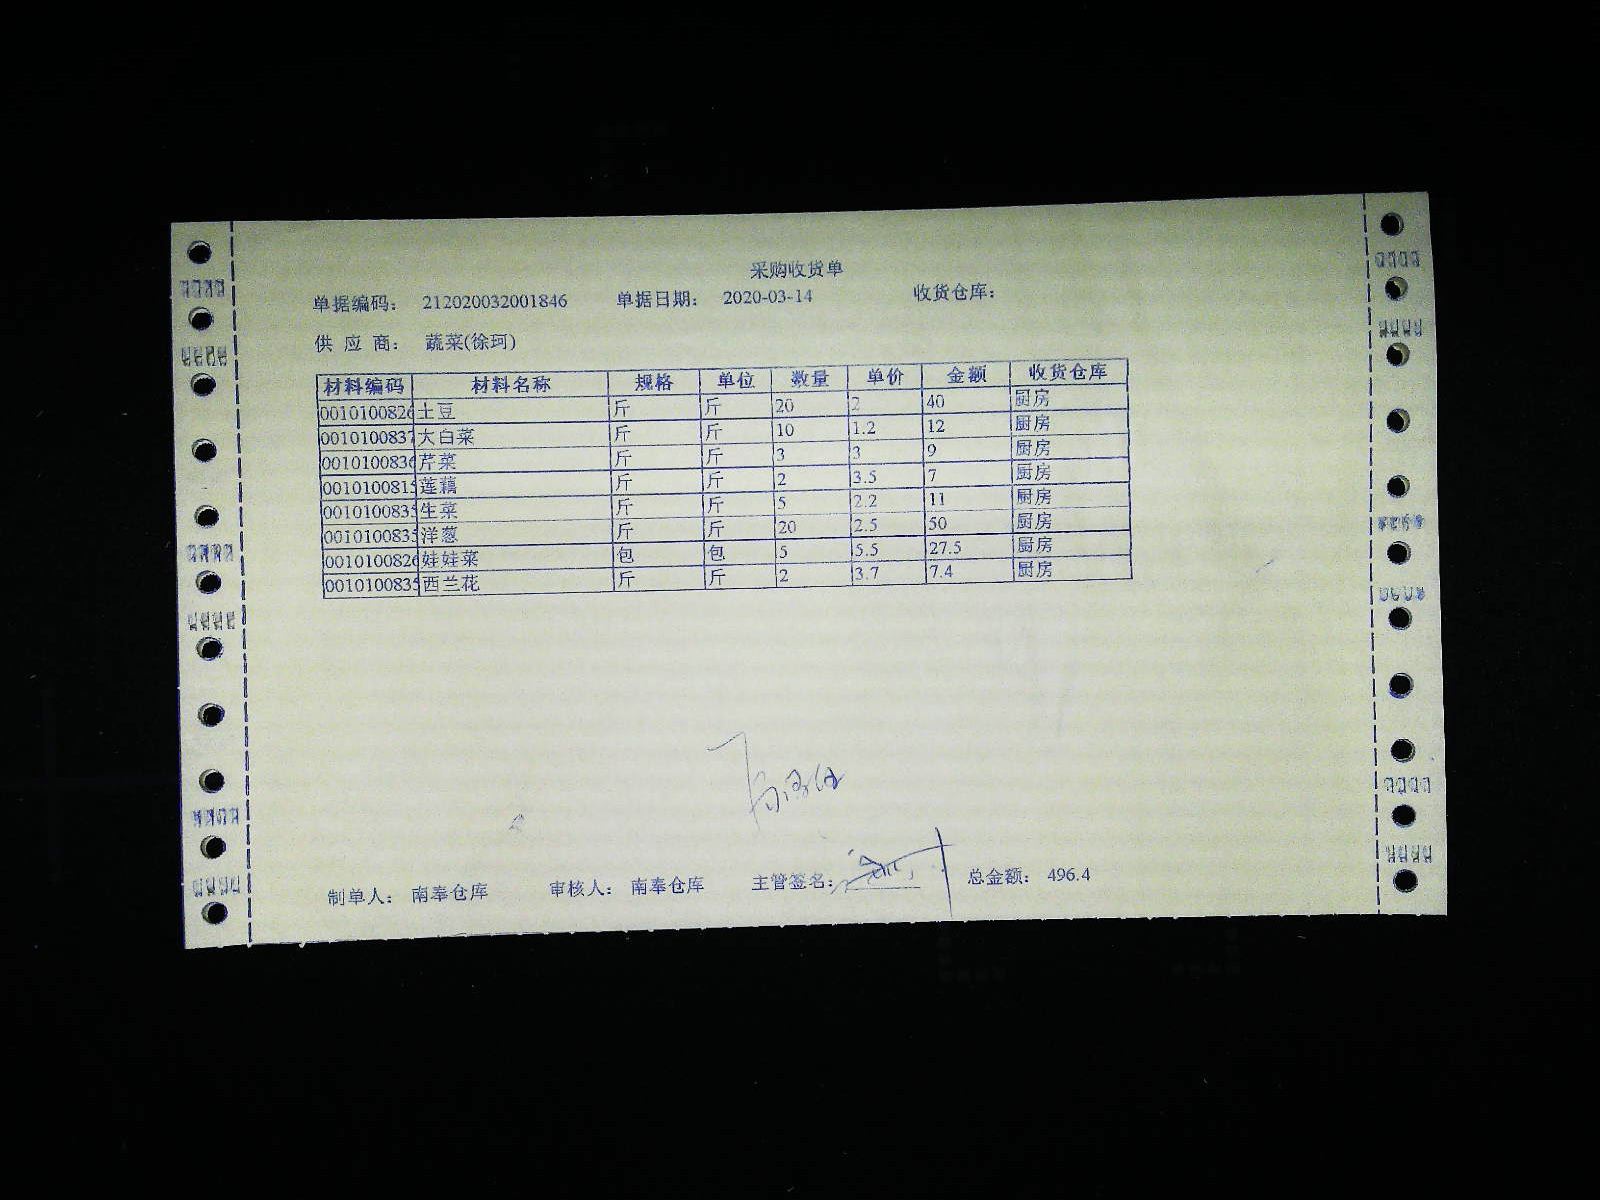 采购收货单
单据编码： 212020032001846 单据日期： 2020-03-14 收货仓库：
供 应 商： 蔬菜(徐珂)
材料编码 材料名称 规格 单位 数量 单价 金额 收货仓库
0010100826 土豆 斤 斤 20 2 40 厨房
0010100837 大白菜 斤 斤 10 1.2 12 厨房
0010100836 芹菜 斤 斤 3 3 9 厨房
0010100815 莲藕 斤 斤 2 3.5 7 厨房
0010100835 生菜 斤 斤 5 2.2 11 厨房
0010100835 洋葱 斤 斤 20 2.5 50 厨房
0010100826 娃娃菜 包 包 5 5.5 27.5 厨房
0010100835 西兰花 斤 斤 2 3.7 7.4 厨房
制单人： 南奉仓库 审核人： 南奉仓库 主管签名： 总金额： 496.4